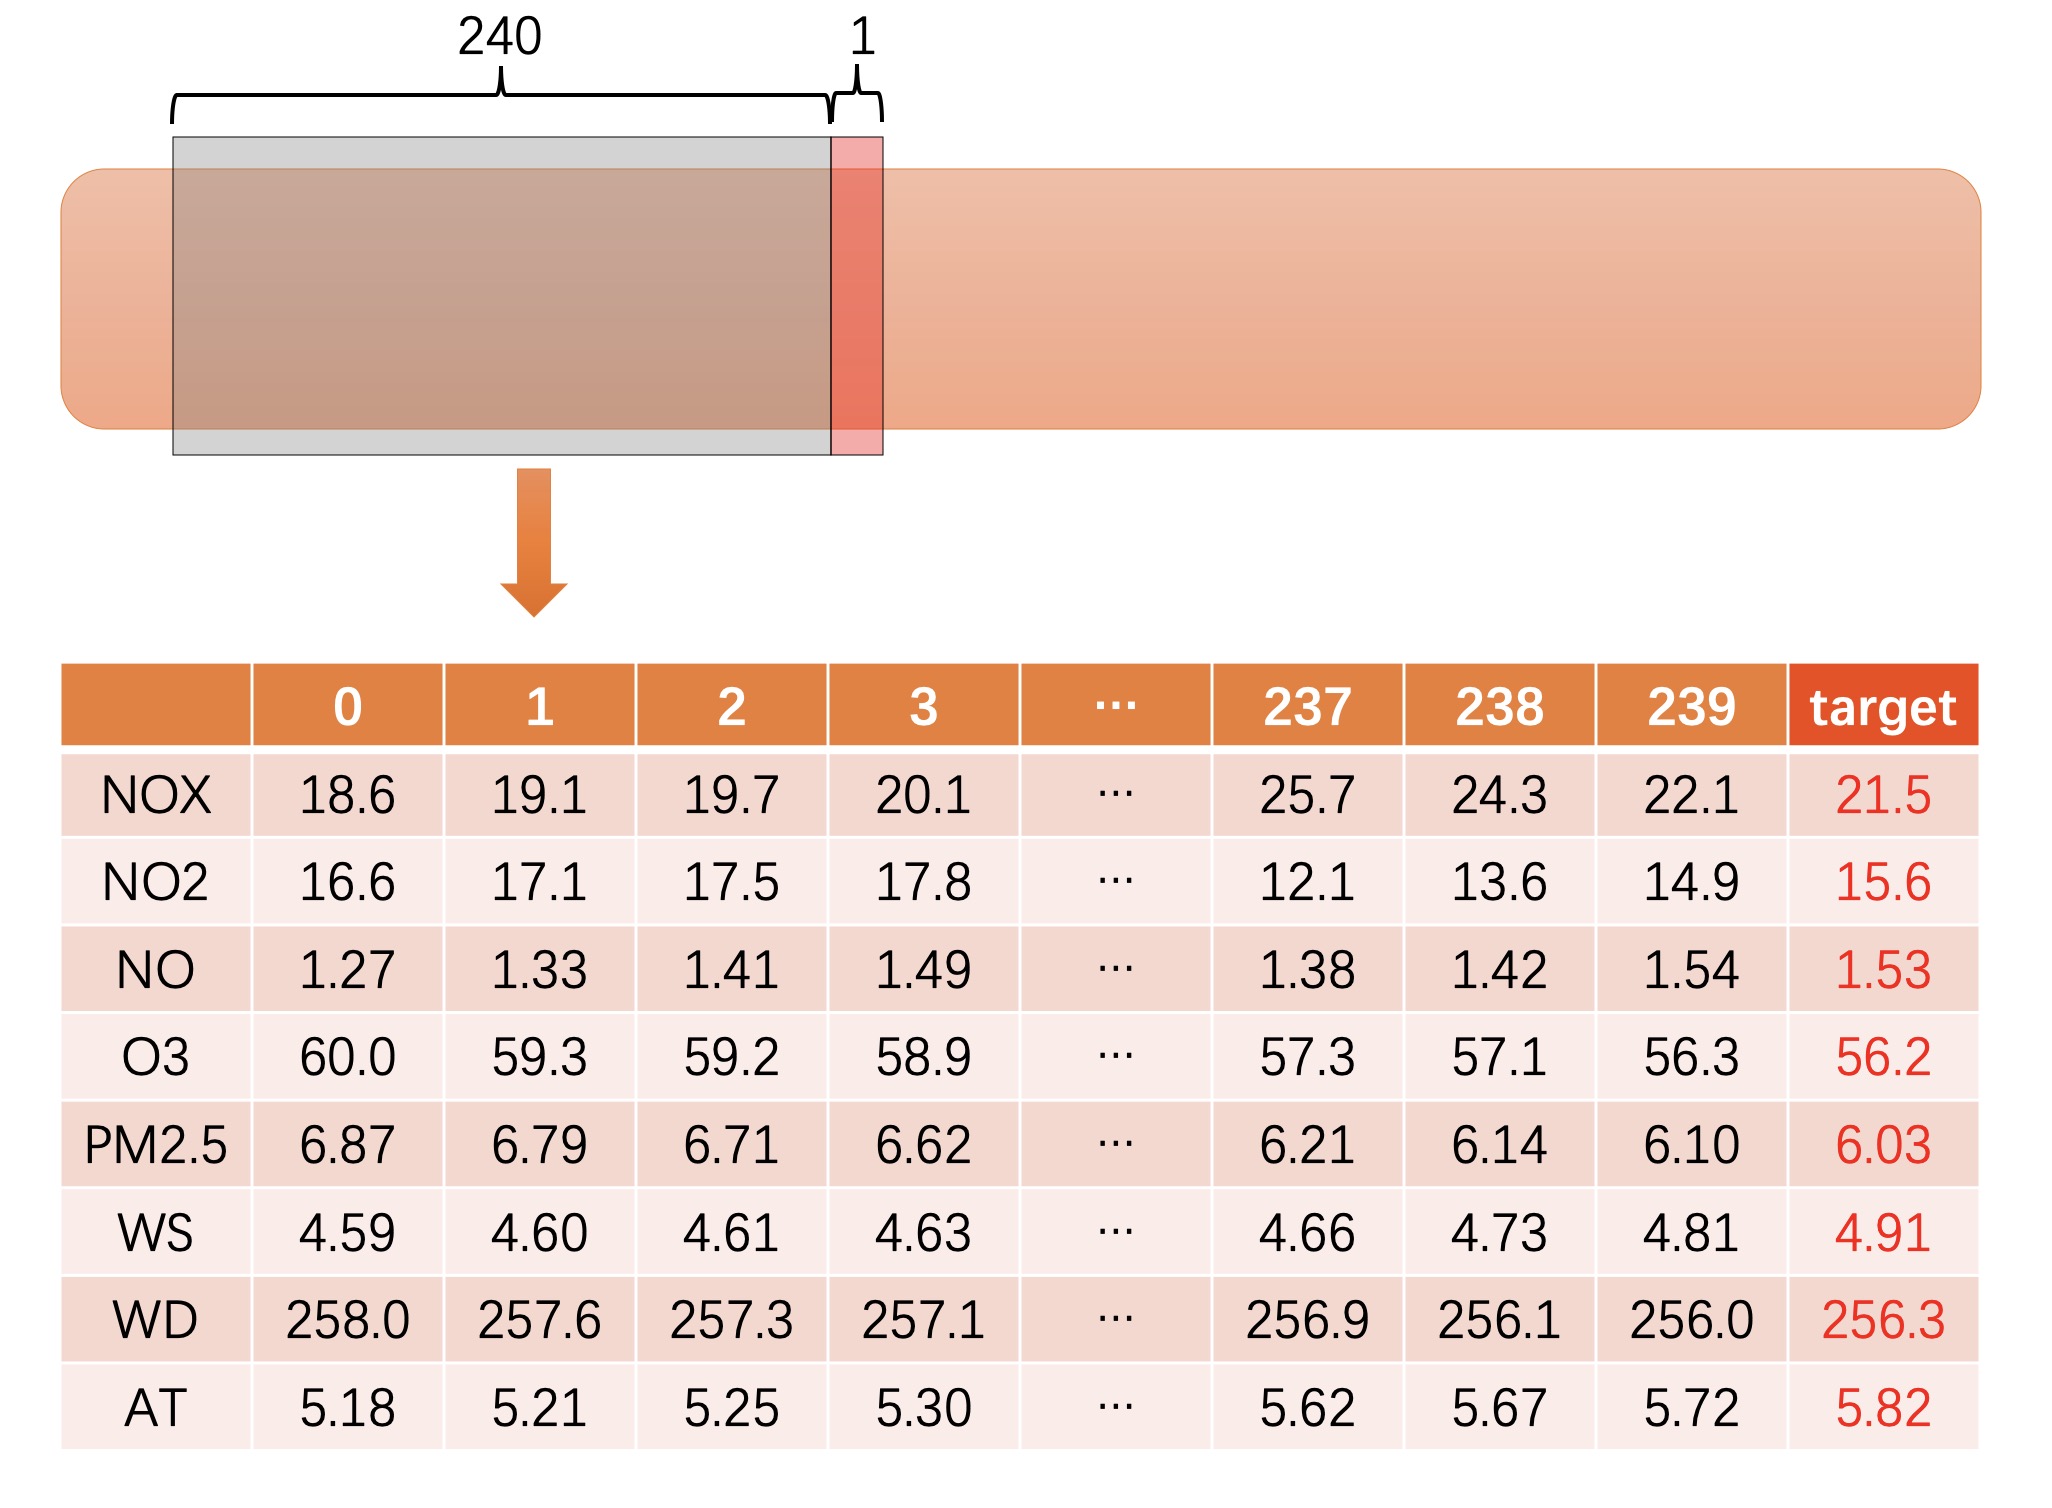 240 1
0 1 2 3 ... 237 238 239 target
NOX 18.6 19.1 19.7 20.1 ... 25.7 24.3 22.1 21.5
NO2 16.6 17.1 17.5 17.8 ... 12.1 13.6 14.9 15.6
NO 1.27 1.33 1.41 1.49 ... 1.38 1.42 1.54 1.53
O3 60.0 59.3 59.2 58.9 ... 57.3 57.1 56.3 56.2
PM2.5 6.87 6.79 6.71 6.62 ... 6.21 6.14 6.10 6.03
WS 4.59 4.60 4.61 4.63 ... 4.66 4.73 4.81 4.91
WD 258.0 257.6 257.3 257.1 ... 256.9 256.1 256.0 256.3
AT 5.18 5.21 5.25 5.30 ... 5.62 5.67 5.72 5.82